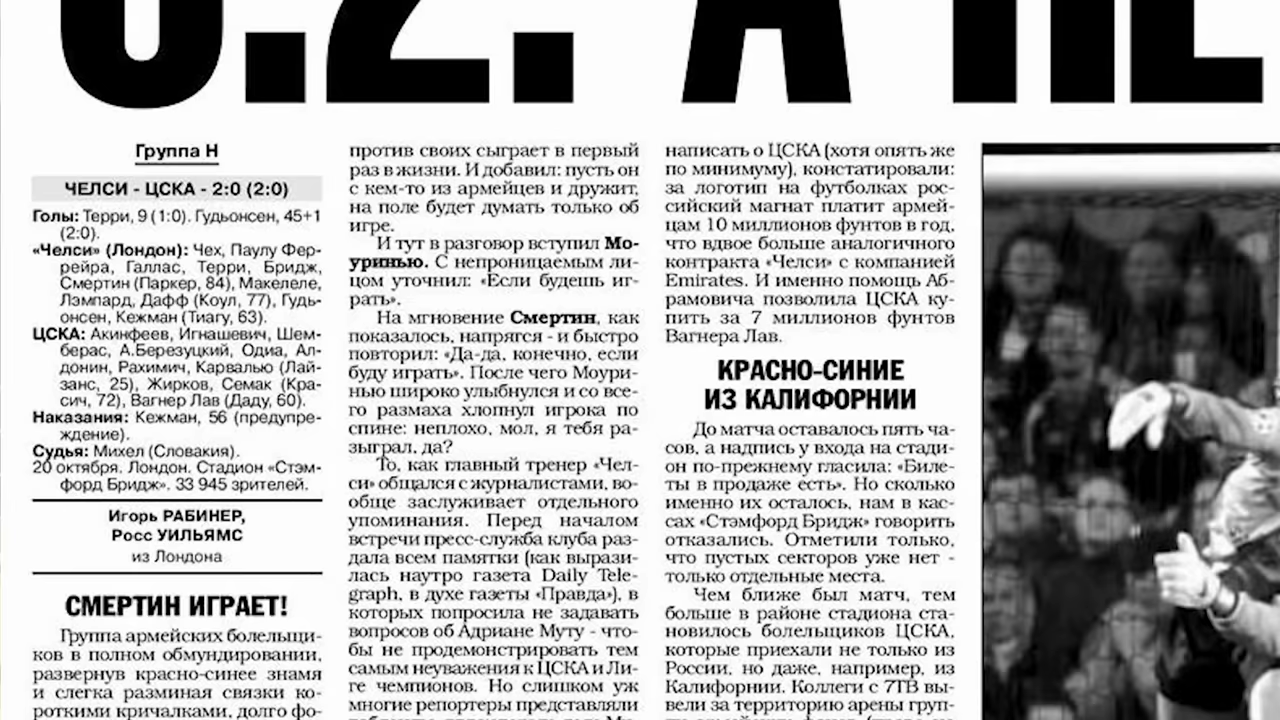 0:2. А НЕ
Группа H
ЧЕЛСИ - ЦСКА - 2:0 (2:0)
Голы: Терри, 9 (1:0). Гудьонсен, 45+1
(2:0).
«Челси» (Лондон): Чех, Паулу Фер-
рейра, Галлас, Терри, Бридж,
Смертин (Паркер, 84), Макелеле,
Лэмпард, Дафф (Коул, 77), Гудь-
онсен, Кежман (Тиагу, 63).
ЦСКА: Акинфеев, Игнашевич, Шем-
берас, А.Березуцкий, Одиа, Ал-
донин, Рахимич, Карвалью (Лай-
занс, 25), Жирков, Семак (Кра-
сич, 72), Вагнер Лав (Даду, 60).
Наказания: Кежман, 56 (предупре-
ждение).
Судья: Михел (Словакия).
20 октября. Лондон. Стадион «Стэм-
форд Бридж». 33 945 зрителей.
Игорь РАБИНЕР,
Росс УИЛЬЯМС
из Лондона
СМЕРТИН ИГРАЕТ!
Группа армейских болельщи-
ков в полном обмундировании,
развернув красно-синее знамя
и слегка разминая связки ко-
роткими кричалками, долго фо-
против своих сыграет в первый
раз в жизни. И добавил: пусть он
с кем-то из армейцев и дружит,
на поле будет думать только об
игре.
И тут в разговор вступил Мо-
уринью. С непроницаемым ли-
цом уточнил: «Если будешь иг-
рать».
На мгновение Смертин, как
показалось, напрягся - и быстро
повторил: «Да-да, конечно, если
буду играть». После чего Моури-
нью широко улыбнулся и со все-
го размаха хлопнул игрока по
спине: неплохо, мол, я тебя ра-
зыграл, да?
То, как главный тренер «Чел-
си» общался с журналистами, во-
обще заслуживает отдельного
упоминания. Перед началом
встречи пресс-служба клуба раз-
дала всем памятки (как вырази-
лась наутро газета Daily Tele-
graph, в духе газеты «Правда»), в
которых попросила не задавать
вопросов об Адриане Муту - что-
бы не продемонстрировать тем
самым неуважения к ЦСКА и Ли-
ге чемпионов. Но слишком уж
многие репортеры представляли
написать о ЦСКА (хотя опять же
по минимуму), констатировали:
за логотип на футболках рос-
сийский магнат платит армей-
цам 10 миллионов фунтов в год,
что вдвое больше аналогичного
контракта «Челси» с компанией
Emirates. И именно помощь Аб-
рамовича позволила ЦСКА ку-
пить за 7 миллионов фунтов
Вагнера Лав.
КРАСНО-СИНИЕ
ИЗ КАЛИФОРНИИ
До матча оставалось пять ча-
сов, а надпись у входа на стади-
он по-прежнему гласила: «Биле-
ты в продаже есть». Но сколько
именно их осталось, нам в кас-
сах «Стэмфорд Бридж» говорить
отказались. Отметили только,
что пустых секторов уже нет -
только отдельные места.
Чем ближе был матч, тем
больше в районе стадиона ста-
новилось болельщиков ЦСКА,
которые приехали не только из
России, но даже, например, из
Калифорнии. Коллеги с 7ТВ вы-
вели за территорию арены груп-